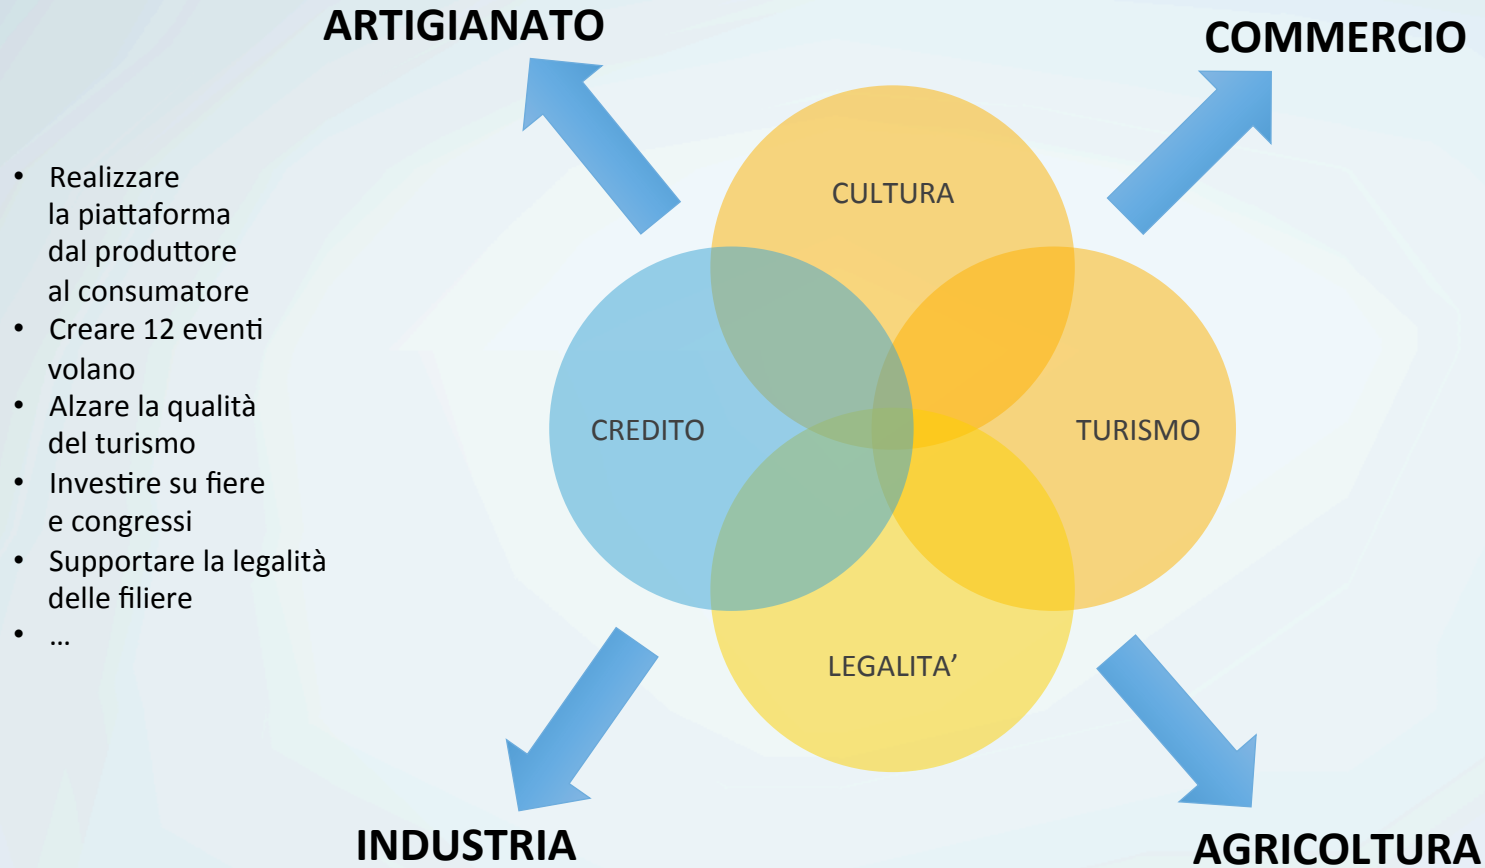 ARTIGIANATO
COMMERCIO
• Realizzare
la piattaforma
dal produttore
al consumatore
• Creare 12 eventi
volano
• Alzare la qualità
del turismo
• Investire su fiere
e congressi
• Supportare la legalità
delle filiere
• ...
CULTURA
CREDITO
TURISMO
LEGALITA’
INDUSTRIA
AGRICOLTURA